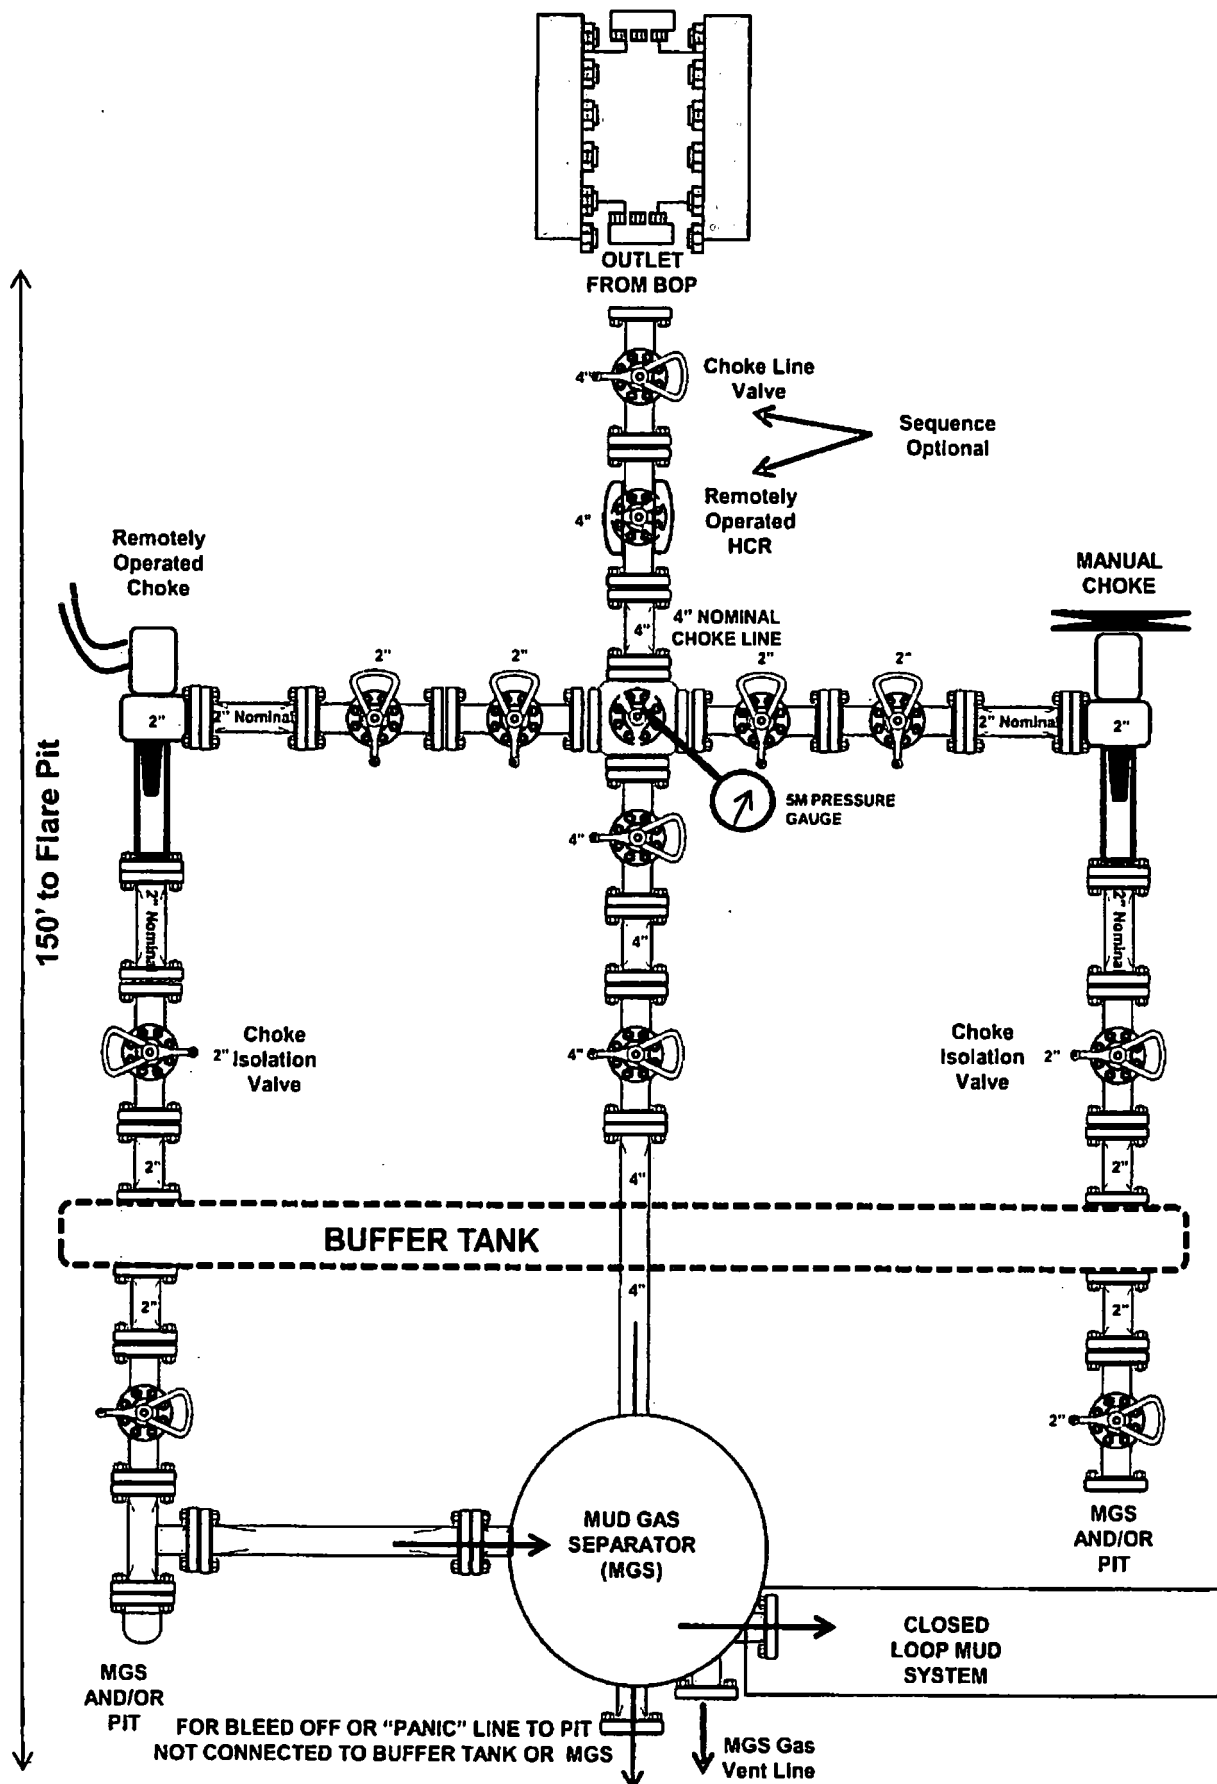 OUTLET
FROM BOP
4"
Choke Line
Valve
Sequence
Optional
4"
Remotely
Operated
HCR
Remotely
Operated
Choke
MANUAL
CHOKE
4"
4" NOMINAL
CHOKE LINE
2"
2"
2"
2"
2"
2" Nominal
2" Nominal
2"
5M PRESSURE
GAUGE
4"
150' to Flare Pit
2" Nominal
4"
2" Nominal
Choke
2" Isolation
Valve
4"
Choke
Isolation
Valve
2"
2"
4"
2"
BUFFER TANK
2"
4"
2"
2"
MUD GAS
SEPARATOR
(MGS)
MGS
AND/OR
PIT
CLOSED
LOOP MUD
SYSTEM
MGS
AND/OR
PIT
FOR BLEED OFF OR "PANIC" LINE TO PIT
NOT CONNECTED TO BUFFER TANK OR MGS
MGS Gas
Vent Line